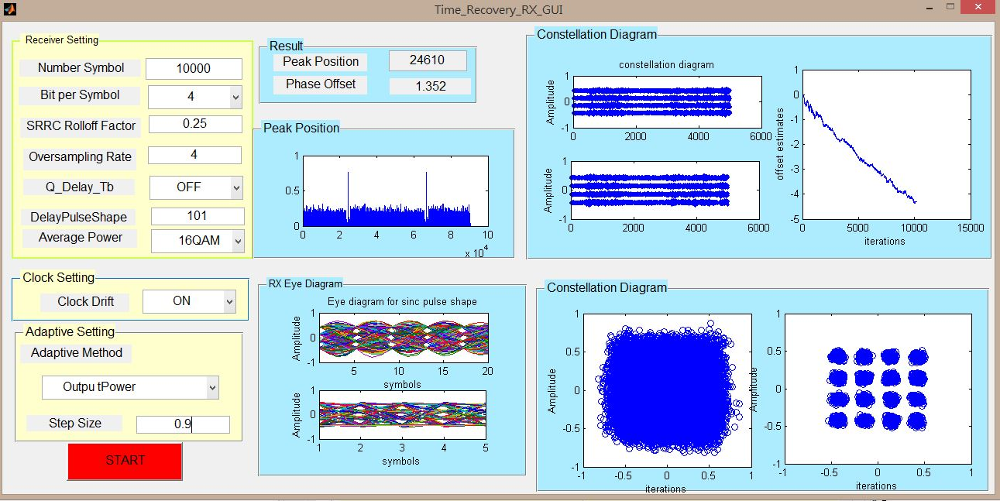 Time_Recovery_RX_GUI
Receiver Setting
Number Symbol 10000
Bit per Symbol 4
SRRC Rolloff Factor 0.25
Oversampling Rate 4
Q_Delay_Tb OFF
DelayPulseShape 101
Average Power 16QAM
Clock Setting
Clock Drift ON
Adaptive Setting
Adaptive Method
Outpu tPower
Step Size 0.9
START
Result
Peak Position 24610
Phase Offset 1.352
Peak Position
1
0.5
0
0 2 4 6 8 10
x 10^4
RX Eye Diagram
Eye diagram for sinc pulse shape
Amplitude
1
0
-1
5 10 15 20
symbols
Amplitude
1
0
-1
1 2 3 4 5
symbols
Constellation Diagram
constellation diagram
Amplitude
1
0
-1
0 2000 4000 6000
Amplitude
1
0
-1
0 2000 4000 6000
offset estimates
1
0
-1
-2
-3
-4
-5
0 5000 10000 15000
iterations
Constellation Diagram
Amplitude
1
0.5
0
-0.5
-1
-1 -0.5 0 0.5 1
iterations
Amplitude
1
0.5
0
-0.5
-1
-1 -0.5 0 0.5 1
iterations